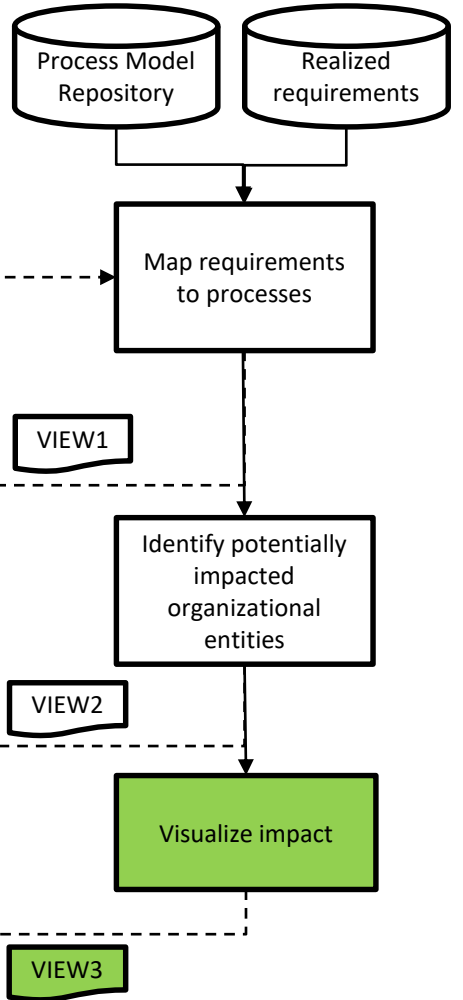 Process Model
Repository
Realized
requirements
Map requirements
to processes
VIEW1
Identify potentially
impacted
organizational
entities
VIEW2
Visualize impact
VIEW3